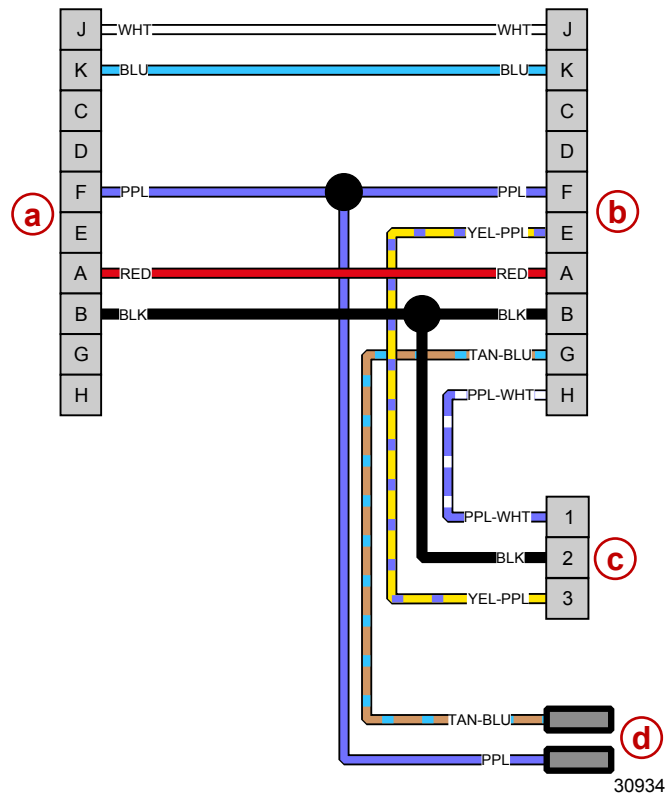 J WHT WHT J
K BLU BLU K
C C
D D
F PPL PPL F
a b
E YEL-PPL E
A RED RED A
B BLK BLK B
G TAN-BLU G
H PPL-WHT H
PPL-WHT 1
BLK 2 c
YEL-PPL 3
TAN-BLU
d
PPL
30934